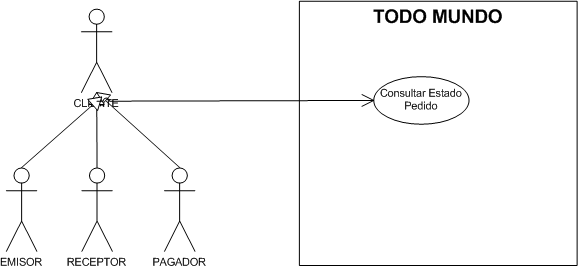 TODO MUNDO
Consultar Estado
Pedido
EMISOR
RECEPTOR
PAGADOR